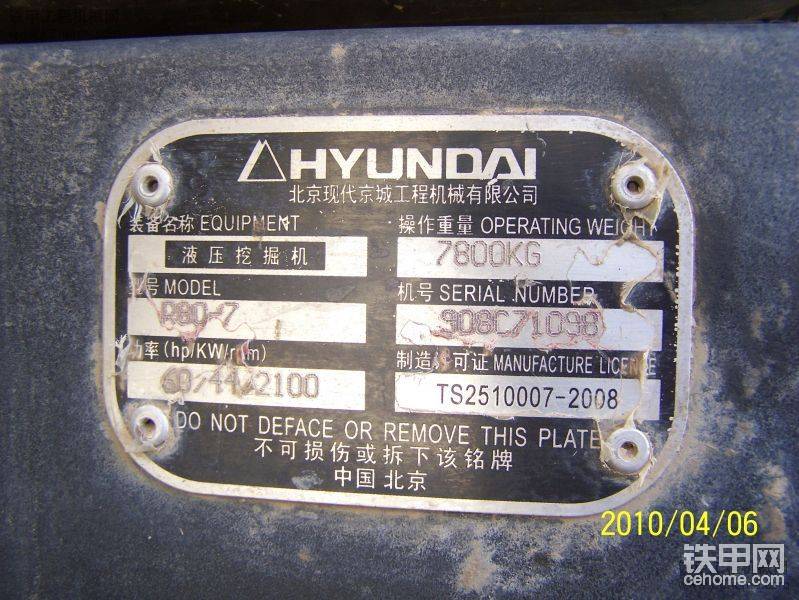 HYUNDAI
北京现代京城工程机械有限公司
装备名称 EQUIPMENT
操作重量 OPERATING WEIGHT
液压挖掘机
7800KG
型号 MODEL
机号 SERIAL NUMBER
R80-7
908C71098
功率(hp/KW/rpm)
制造许可证 MANUFACTURE LICENCE
60/44/2100
TS2510007-2008
DO NOT DEFACE OR REMOVE THIS PLATE
不可损伤或拆下该铭牌
中国 北京
2010/04/06
铁甲网
cehome.com